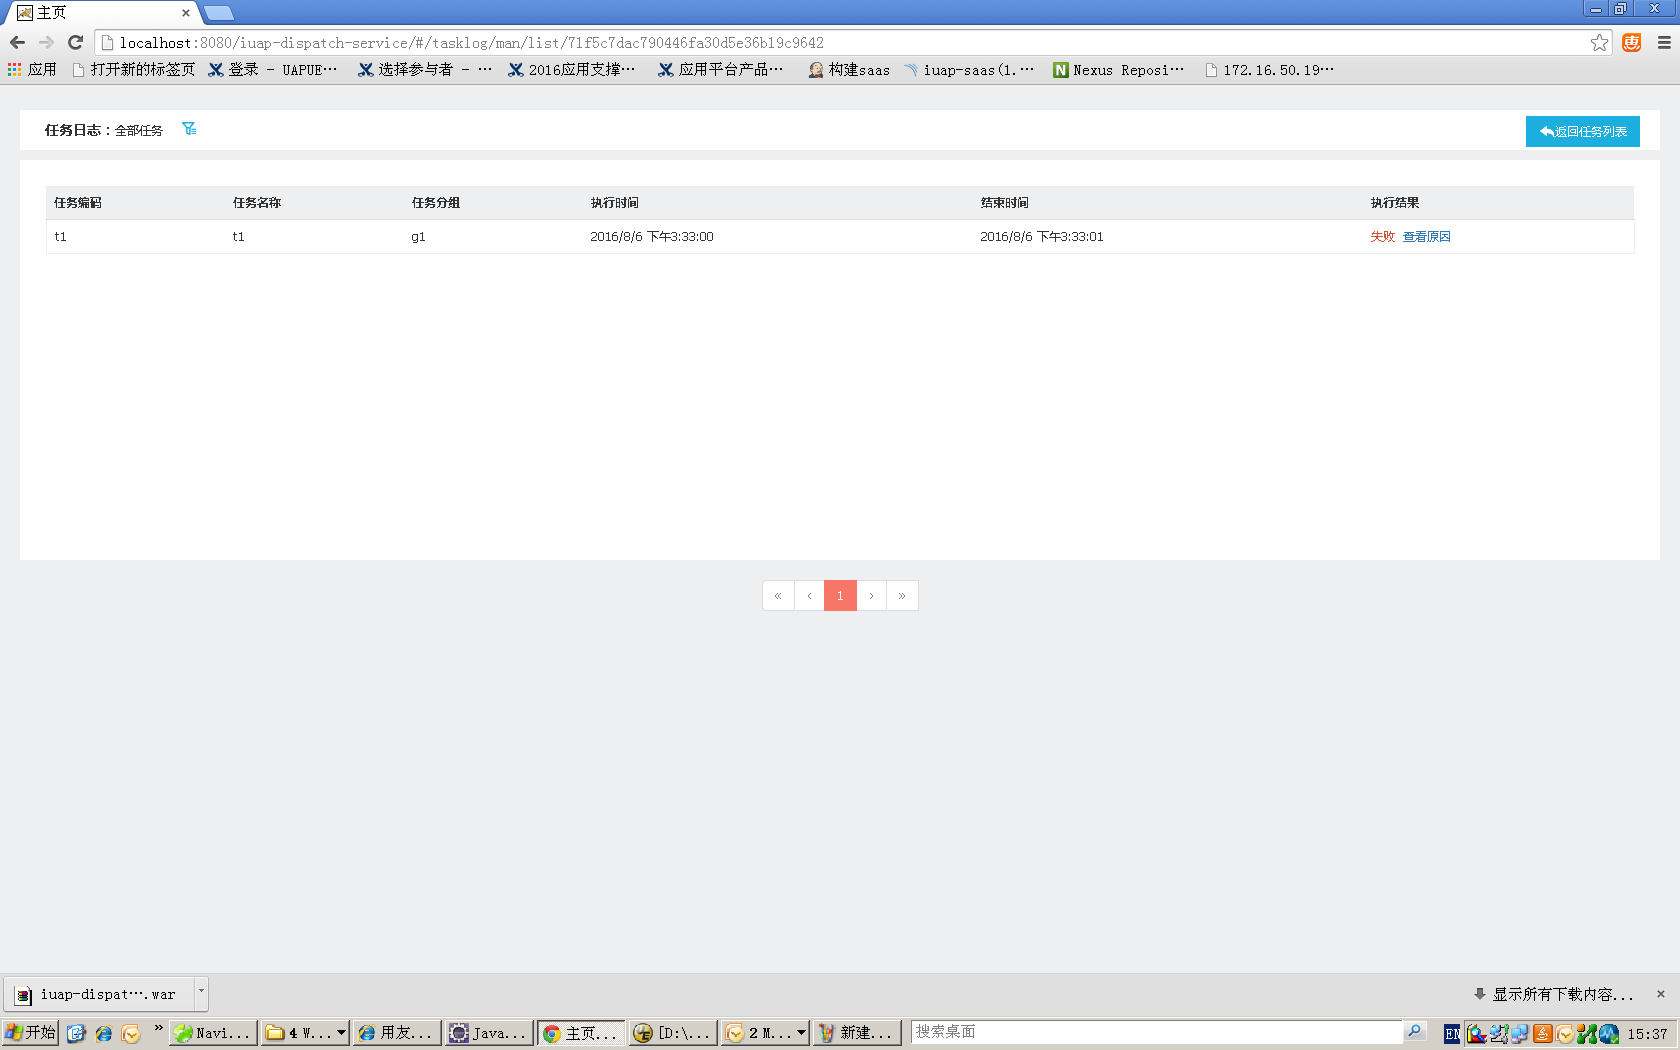 主页
localhost:8080/iuap-dispatch-service/#/tasklog/man/list/71f5c7dac790446fa30d5e36b19c9642
应用 打开新的标签页 登录 - UAPUE… 选择参与者 - … 2016应用支撑… 应用平台产品… 构建saas iuap-saas(1.… Nexus Reposi… 172.16.50.19…
任务日志：全部任务 返回任务列表
任务编码 任务名称 任务分组 执行时间 结束时间 执行结果
t1 t1 g1 2016/8/6 下午3:33:00 2016/8/6 下午3:33:01 失败 查看原因
« ‹ 1 › »
iuap-dispat….war 显示所有下载内容...
开始 » Navi... 4 W... 用友... Java... 主页... [D:\... 2 M... 新建... 搜索桌面 EN 15:37